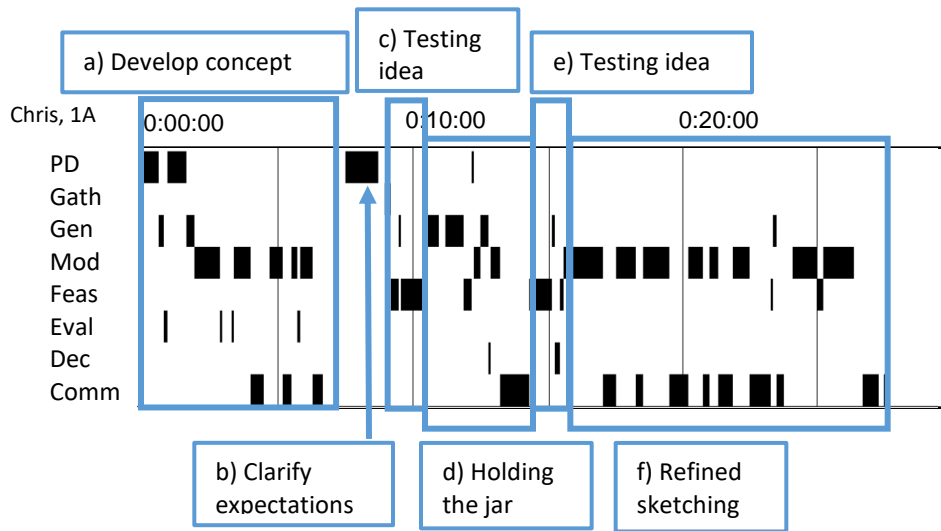 a) Develop concept
c) Testing
idea
e) Testing idea
Chris, 1A
0:00:00
0:10:00
0:20:00
PD
Gath
Gen
Mod
Feas
Eval
Dec
Comm
b) Clarify
expectations
d) Holding
the jar
f) Refined
sketching